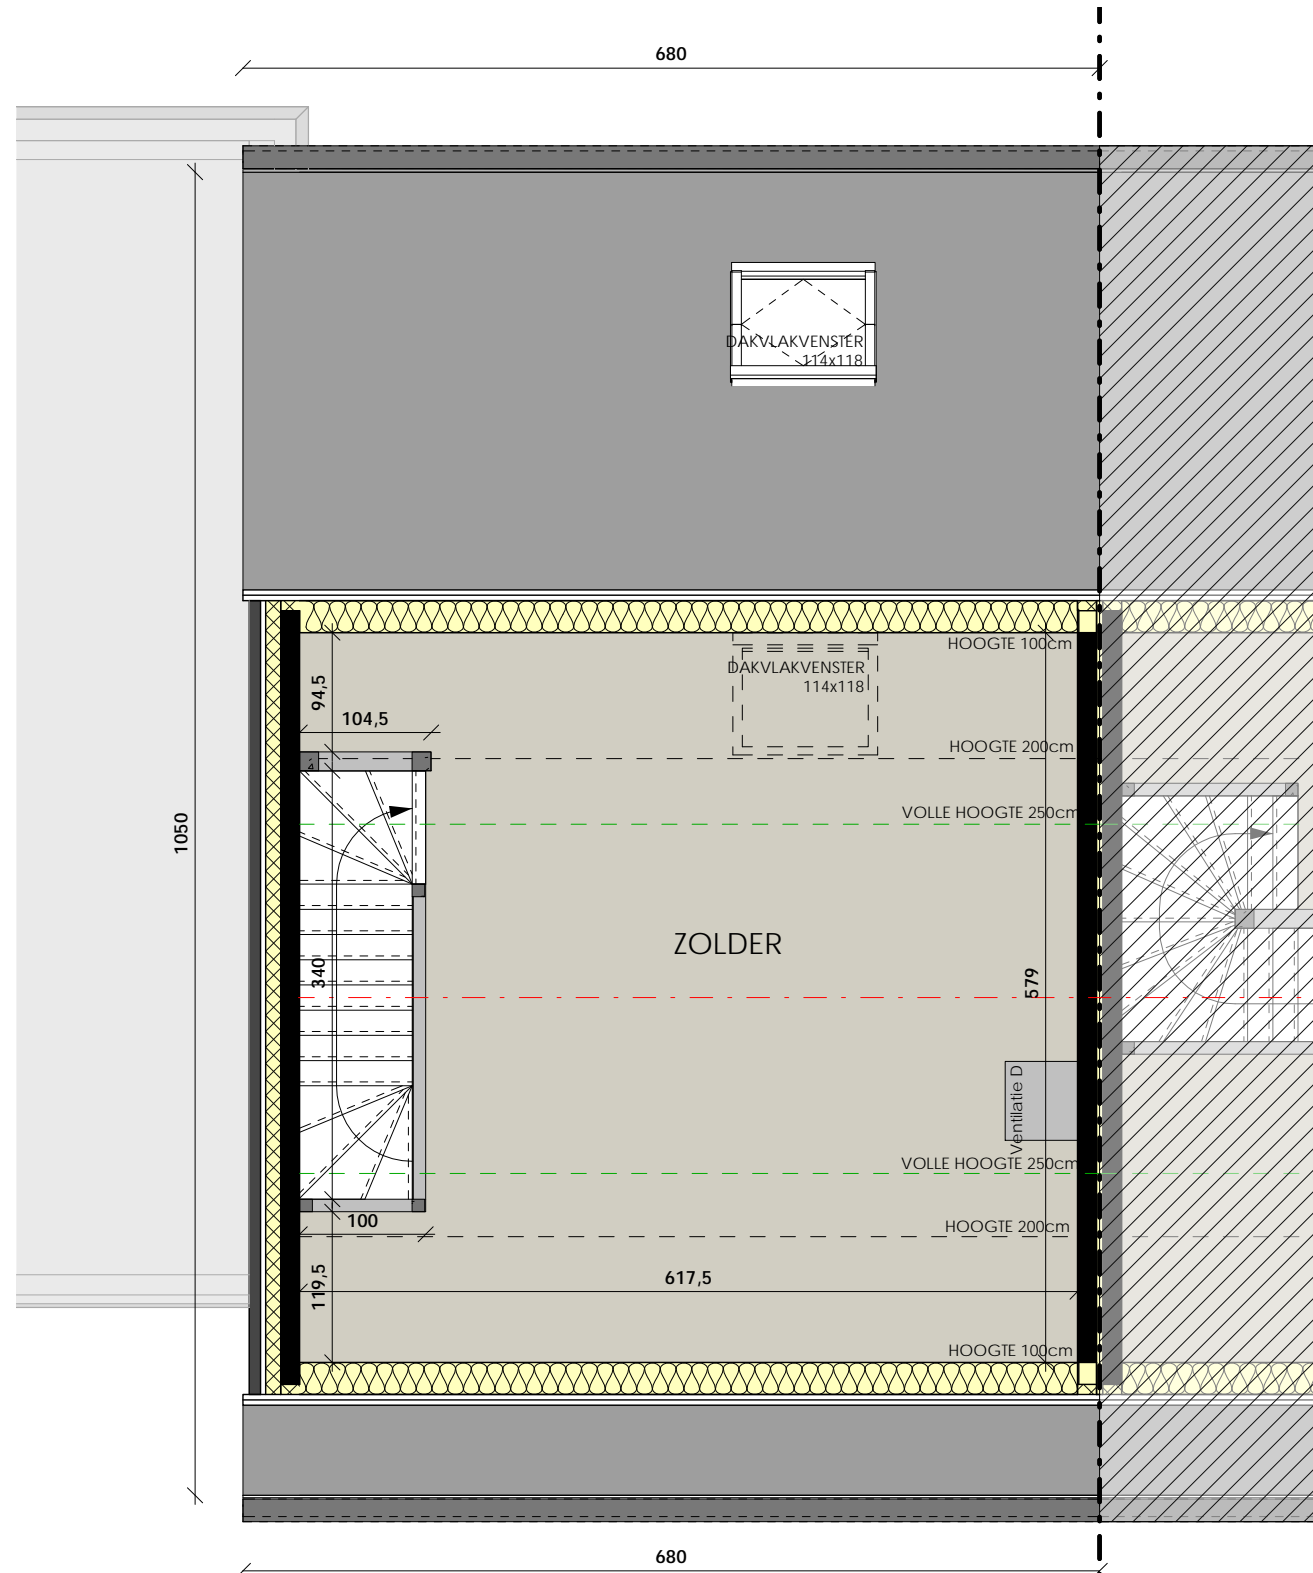 680
DAKVLAKVENSTER
114x118
HOOGTE 100cm
DAKVLAKVENSTER
114x118
94,5
104,5
HOOGTE 200cm
VOLLE HOOGTE 250cm
1050
ZOLDER
340
579
Ventilatie D
VOLLE HOOGTE 250cm
100
HOOGTE 200cm
119,5
617,5
HOOGTE 100cm
680